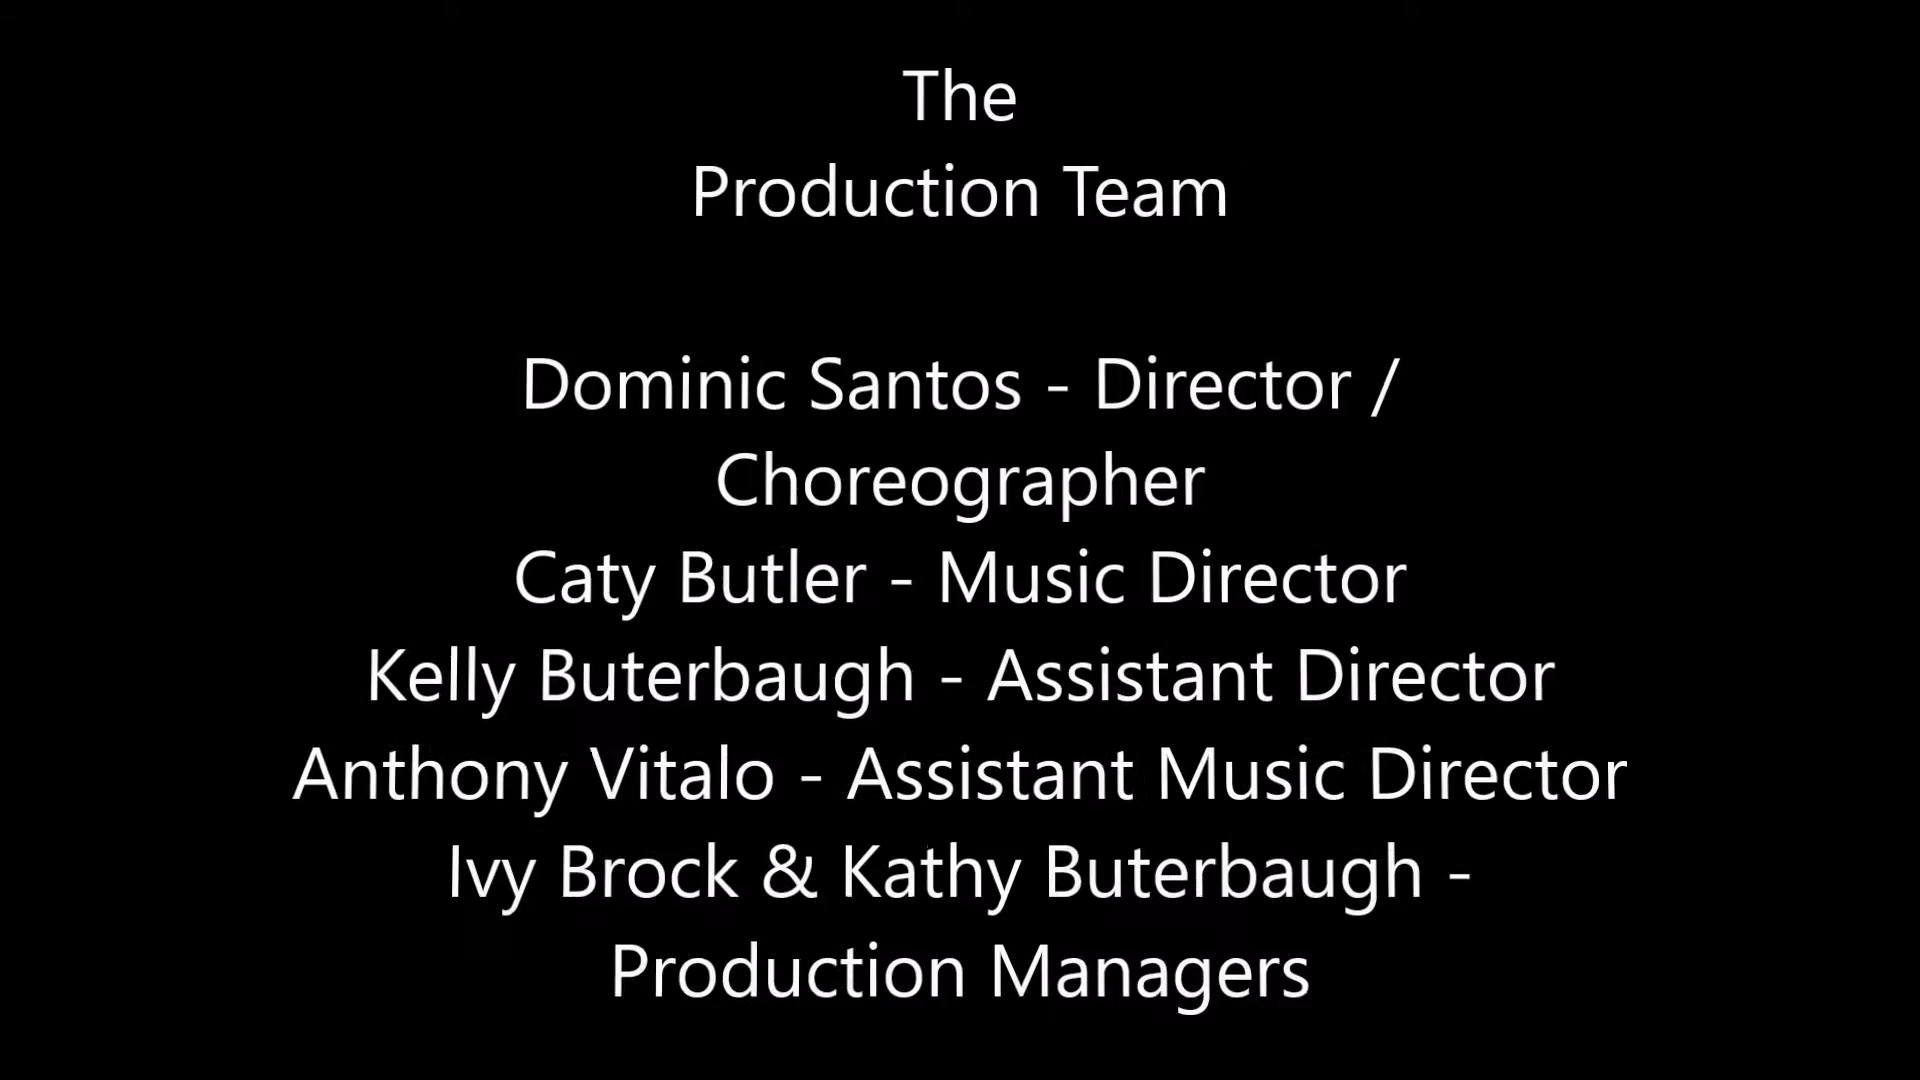 The
Production Team
Dominic Santos - Director /
Choreographer
Caty Butler - Music Director
Kelly Buterbaugh - Assistant Director
Anthony Vitalo - Assistant Music Director
Ivy Brock & Kathy Buterbaugh -
Production Managers